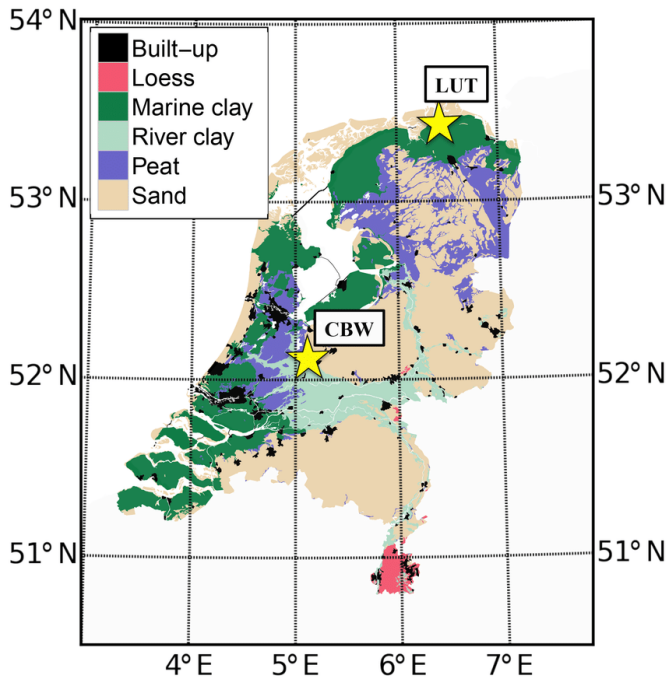 54°N
Built-up
Loess
Marine clay
River clay
Peat
Sand
LUT
53°N
53°N
CBW
52°N
52°N
51°N
51°N
4°E
5°E
6°E
7°E